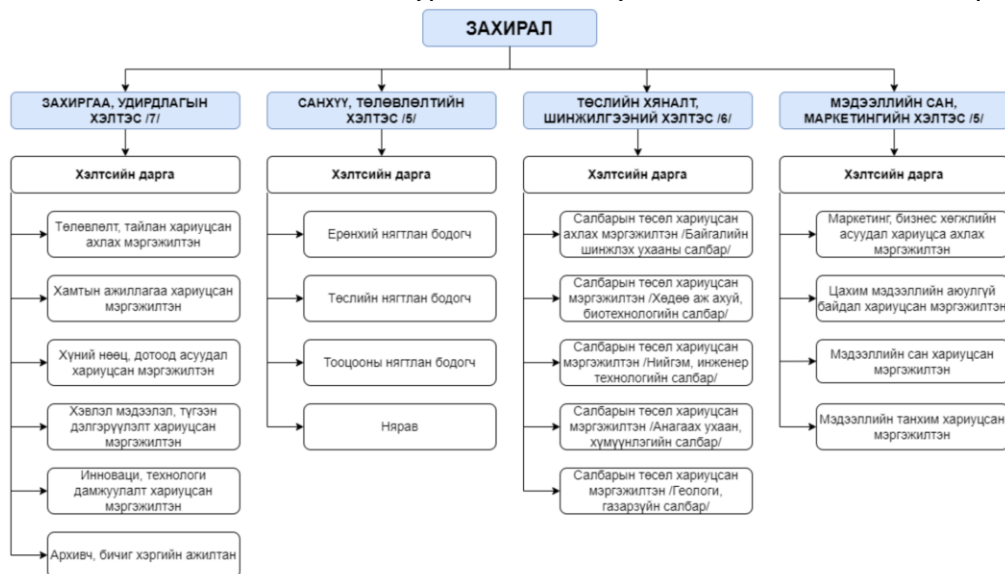 ЗАХИРАЛ
ЗАХИРГАА, УДИРДЛАГЫН
ХЭЛТЭС /7/
Хэлтсийн дарга
Төлөвлөлт, тайлан хариуцсан
ахлах мэргэжилтэн
Хамтын ажиллагаа хариуцсан
мэргэжилтэн
Хүний нөөц, дотоод асуудал
хариуцсан мэргэжилтэн
Хэвлэл мэдээлэл, түгээн
дэлгэрүүлэлт хариуцсан
мэргэжилтэн
Инноваци, технологи
дамжуулалт хариуцсан
мэргэжилтэн
Архивч, бичиг хэргийн ажилтан
САНХҮҮ, ТӨЛӨВЛӨЛТИЙН
ХЭЛТЭС /5/
Хэлтсийн дарга
Ерөнхий нягтлан бодогч
Төслийн нягтлан бодогч
Тооцооны нягтлан бодогч
Нярав
ТӨСЛИЙН ХЯНАЛТ,
ШИНЖИЛГЭЭНИЙ ХЭЛТЭС /6/
Хэлтсийн дарга
Салбарын төсөл хариуцсан
ахлах мэргэжилтэн /Байгалийн
шинжлэх ухааны салбар/
Салбарын төсөл хариуцсан
мэргэжилтэн /Хөдөө аж ахуй,
биотехнологийн салбар/
Салбарын төсөл хариуцсан
мэргэжилтэн /Нийгэм, инженер
технологийн салбар/
Салбарын төсөл хариуцсан
мэргэжилтэн /Анагаах ухаан,
хүмүүнлэгийн салбар/
Салбарын төсөл хариуцсан
мэргэжилтэн /Геологи,
газарзүйн салбар/
МЭДЭЭЛЛИЙН САН,
МАРКЕТИНГИЙН ХЭЛТЭС /5/
Хэлтсийн дарга
Маркетинг, бизнес хөгжлийн
асуудал хариуцса ахлах
мэргэжилтэн
Цахим мэдээллийн аюулгүй
байдал хариуцсан мэргэжилтэн
Мэдээллийн сан хариуцсан
мэргэжилтэн
Мэдээллийн танхим хариуцсан
мэргэжилтэн